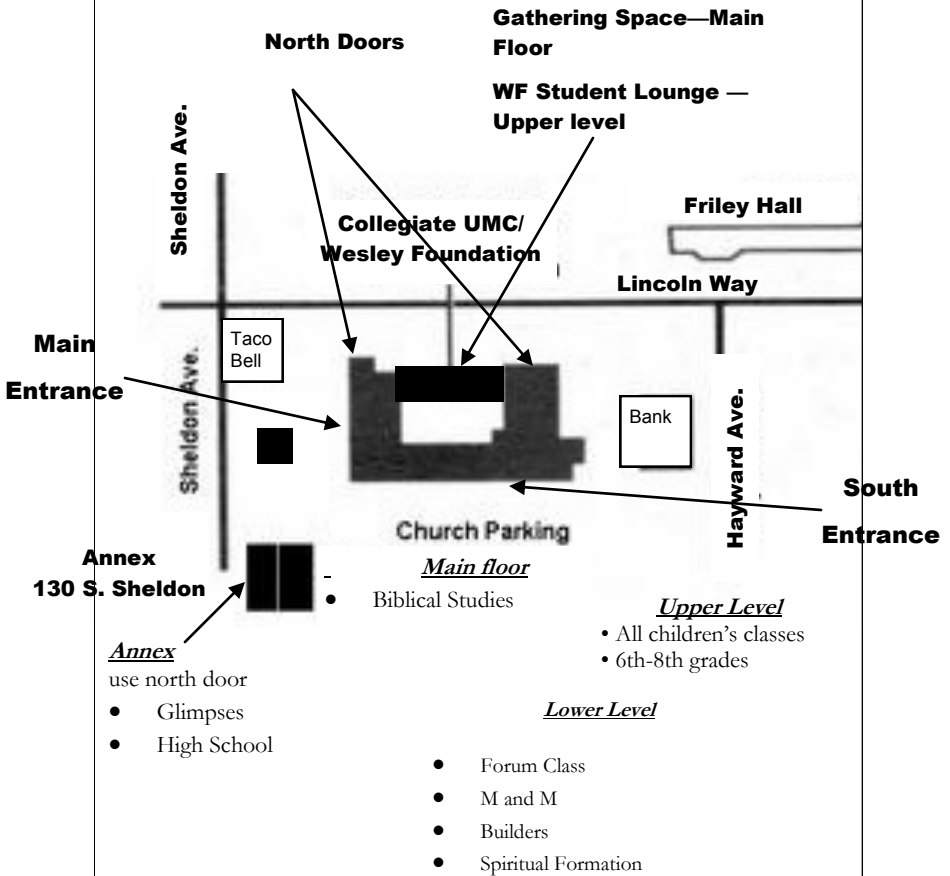 Gathering Space—Main
Floor
North Doors
WF Student Lounge —
Upper level
Sheldon Ave.
Friley Hall
Collegiate UMC/
Wesley Foundation
Lincoln Way
Taco
Bell
Main
Entrance
Sheldon Ave.
Bank
Hayward Ave.
South
Entrance
Church Parking
Annex
130 S. Sheldon
Main floor
• Biblical Studies
Upper Level
• All children's classes
• 6th-8th grades
Annex
use north door
• Glimpses
• High School
Lower Level
• Forum Class
• M and M
• Builders
• Spiritual Formation